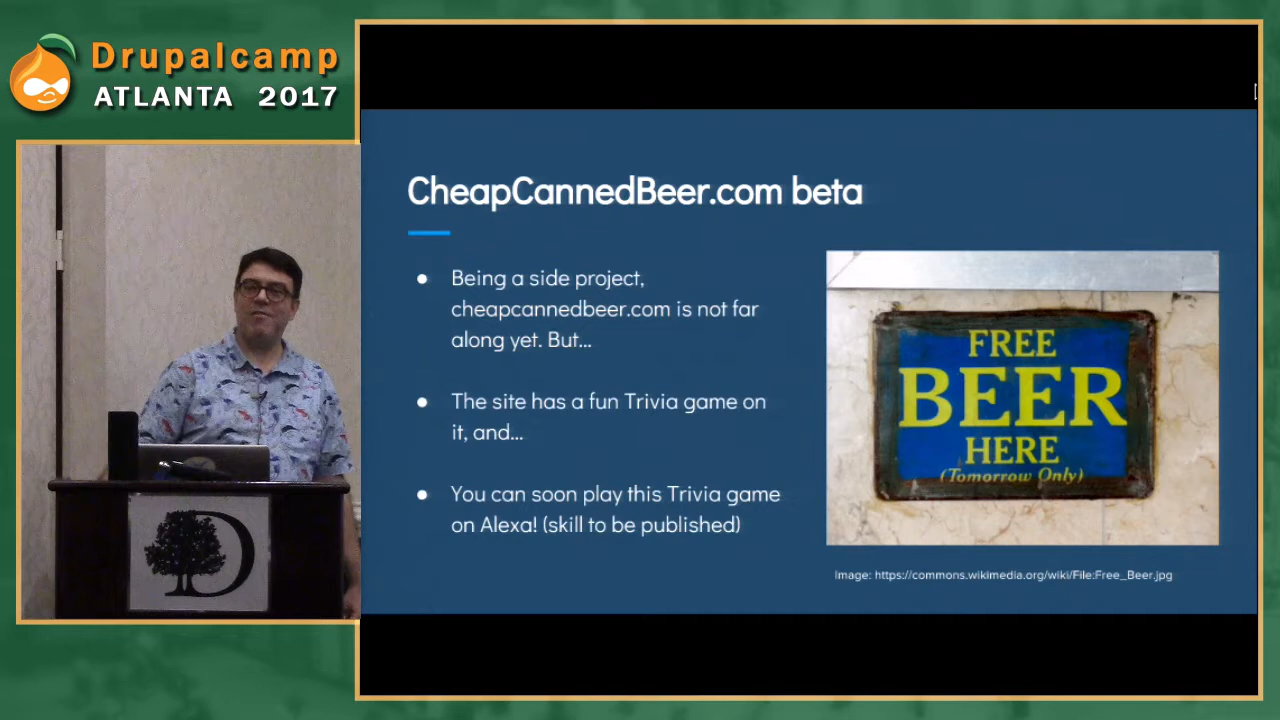 Drupalcamp
ATLANTA 2017
CheapCannedBeer.com beta
Being a side project,
cheapcannedbeer.com is not far
along yet. But...
The site has a fun Trivia game on
it, and...
You can soon play this Trivia game
on Alexa! (skill to be published)
FREE
BEER
HERE
(Tomorrow Only)
Image: https://commons.wikimedia.org/wiki/File:Free_Beer.jpg
D